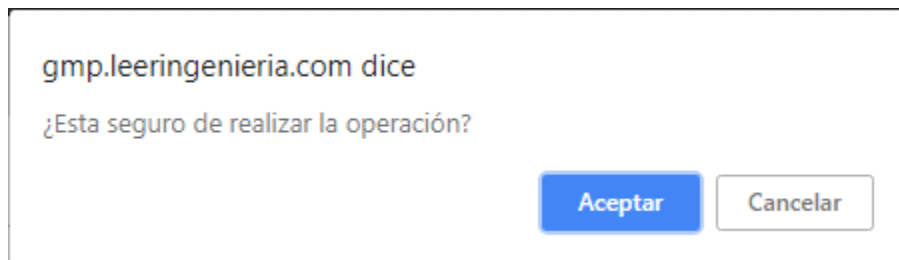 gmp.leeringenieria.com dice
¿Esta seguro de realizar la operación?
Aceptar Cancelar